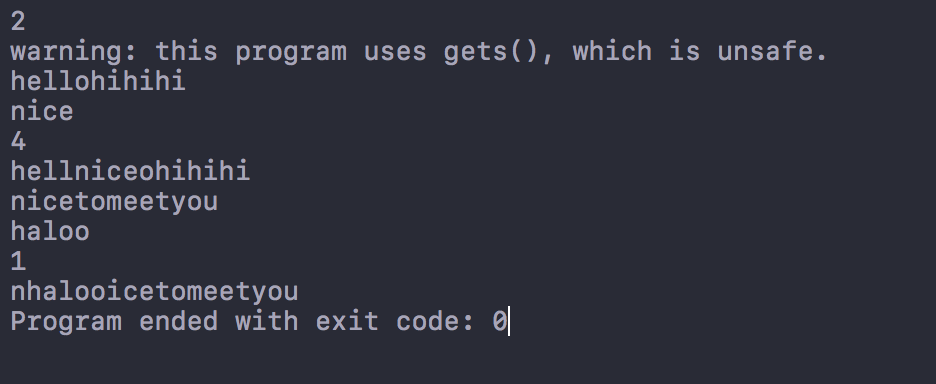 2
warning: this program uses gets(), which is unsafe.
hellohihihi
nice
4
hellniceohihihi
nicetomeetyou
haloo
1
nhalooicetomeetyou
Program ended with exit code: 0